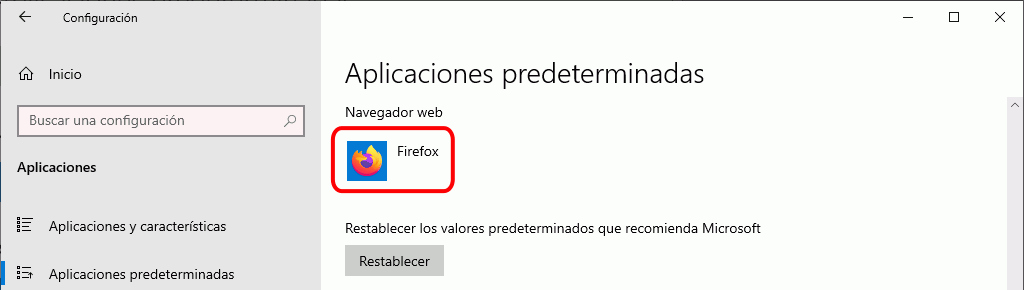 Configuración
Inicio
Buscar una configuración
Aplicaciones
Aplicaciones y características
Aplicaciones predeterminadas
Aplicaciones predeterminadas
Navegador web
Firefox
Restablecer los valores predeterminados que recomienda Microsoft
Restablecer